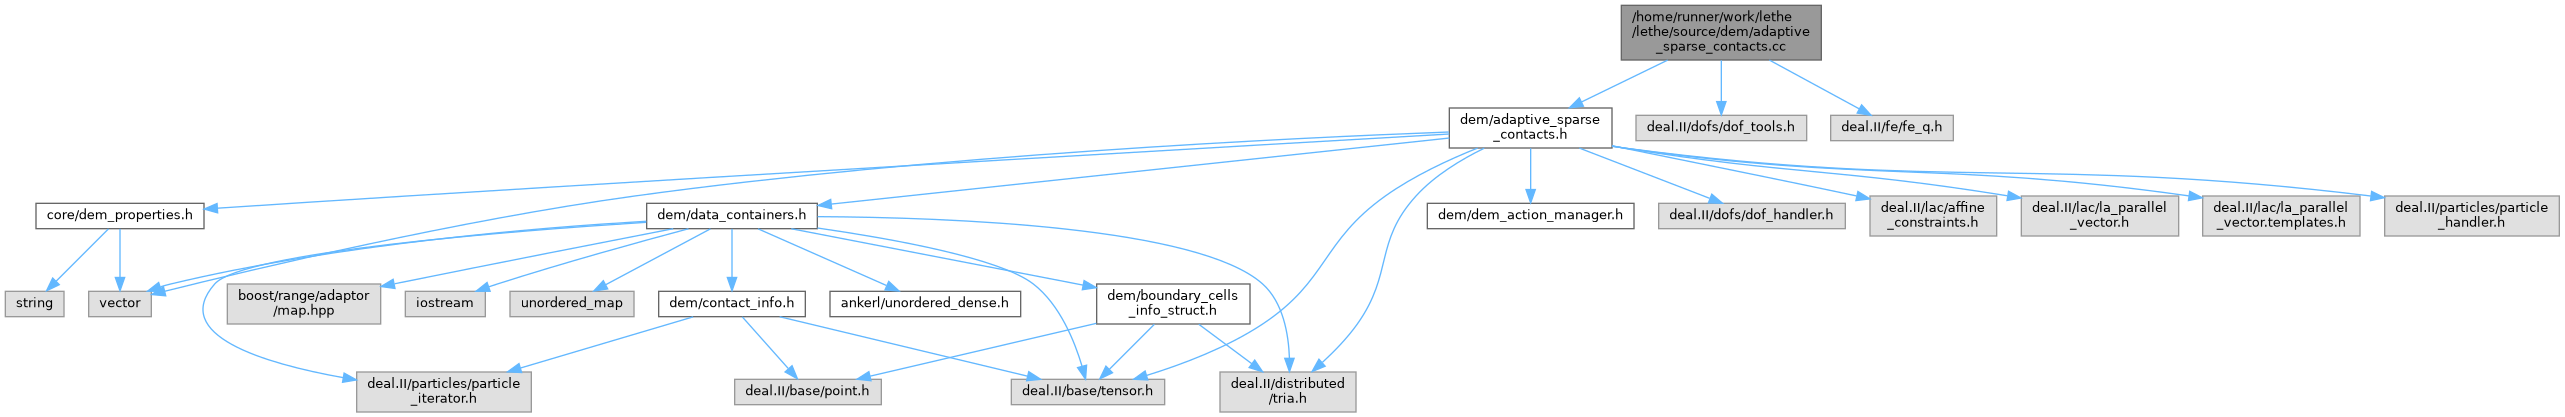 /home/runner/work/lethe
/lethe/source/dem/adaptive
_sparse_contacts.cc
dem/adaptive_sparse
_contacts.h
deal.II/dofs/dof_tools.h
deal.II/fe/fe_q.h
core/dem_properties.h
dem/data_containers.h
dem/dem_action_manager.h
deal.II/dofs/dof_handler.h
deal.II/lac/affine
_constraints.h
deal.II/lac/la_parallel
_vector.h
deal.II/lac/la_parallel
_vector.templates.h
deal.II/particles/particle
_handler.h
string
vector
boost/range/adaptor
/map.hpp
iostream
unordered_map
dem/contact_info.h
ankerl/unordered_dense.h
dem/boundary_cells
_info_struct.h
deal.II/particles/particle
_iterator.h
deal.II/base/point.h
deal.II/base/tensor.h
deal.II/distributed
/tria.h